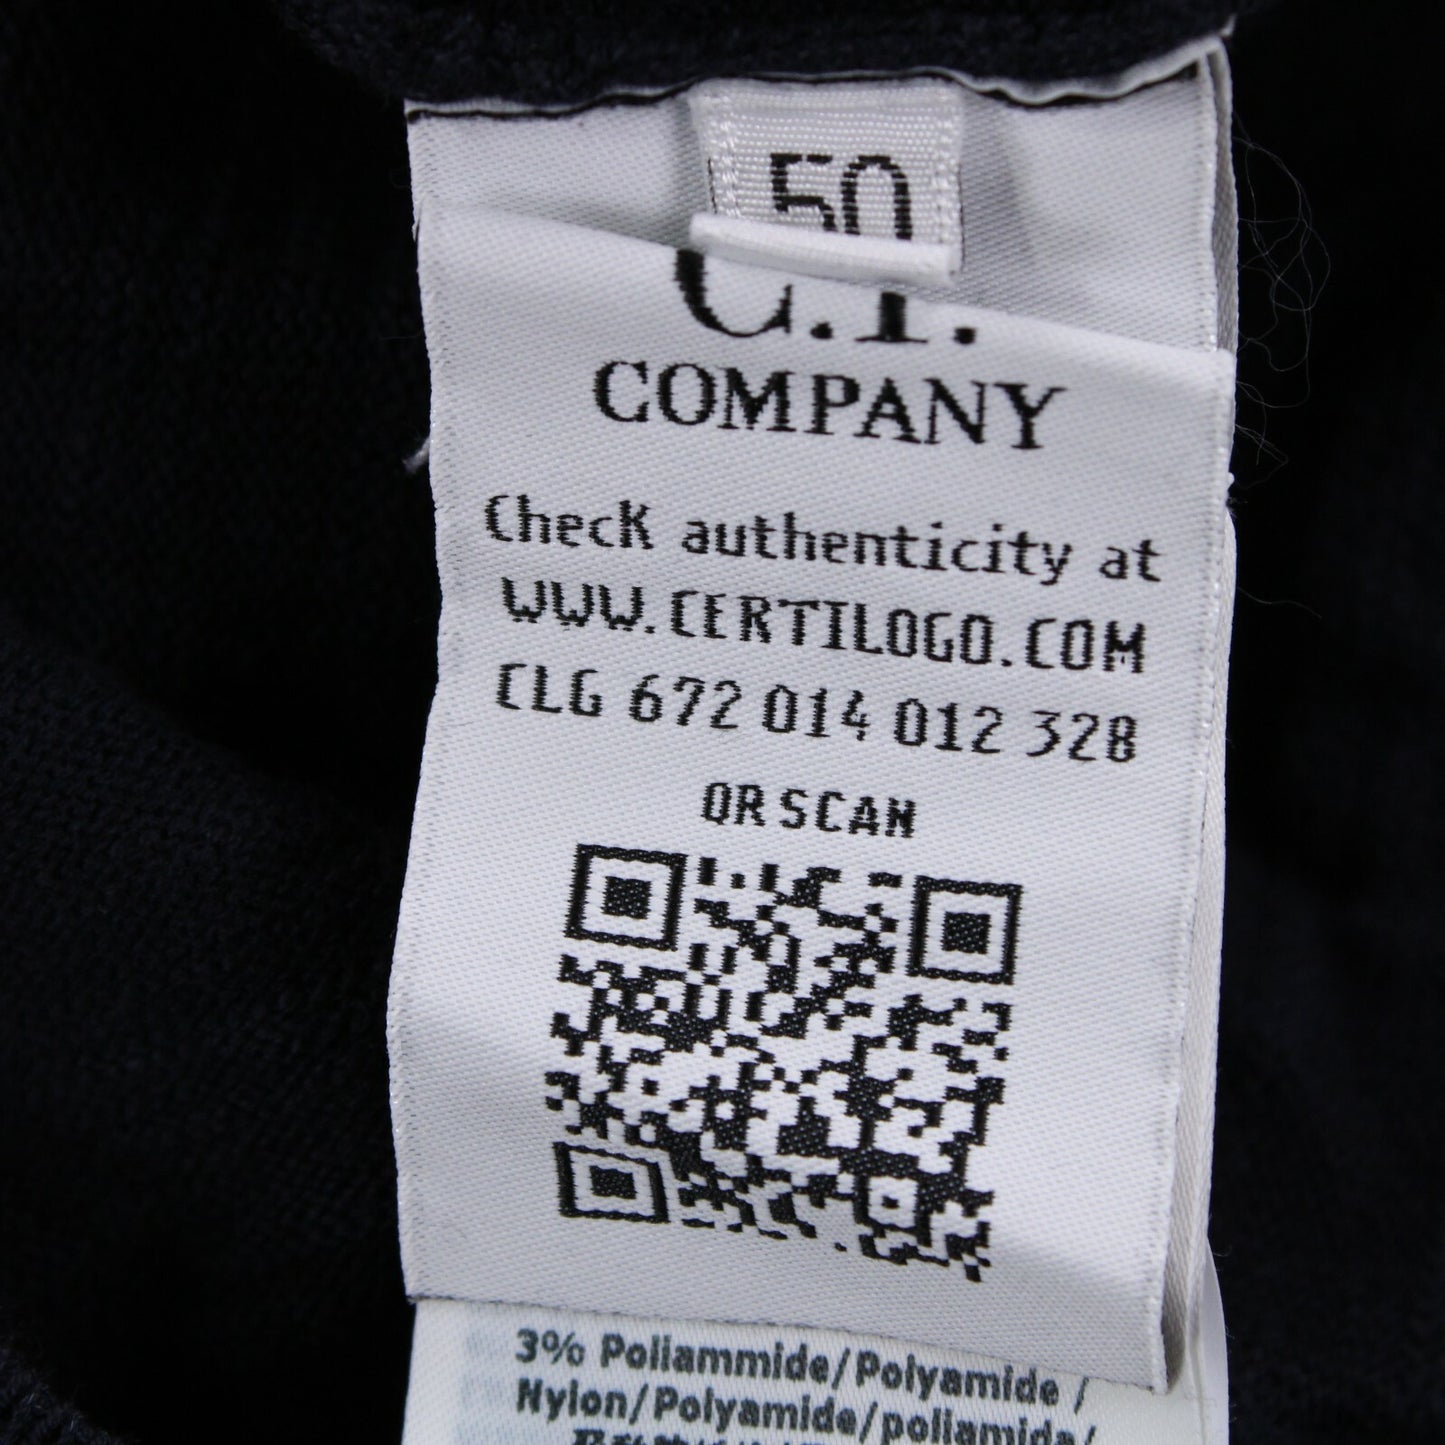 50
C.P.
COMPANY
Check authenticity at
WWW.CERTILOGO.COM
CLG 672 014 012 328
OR SCAN
3% Poliammide/Polyamide /
Nylon/Polyamide/poliamida/